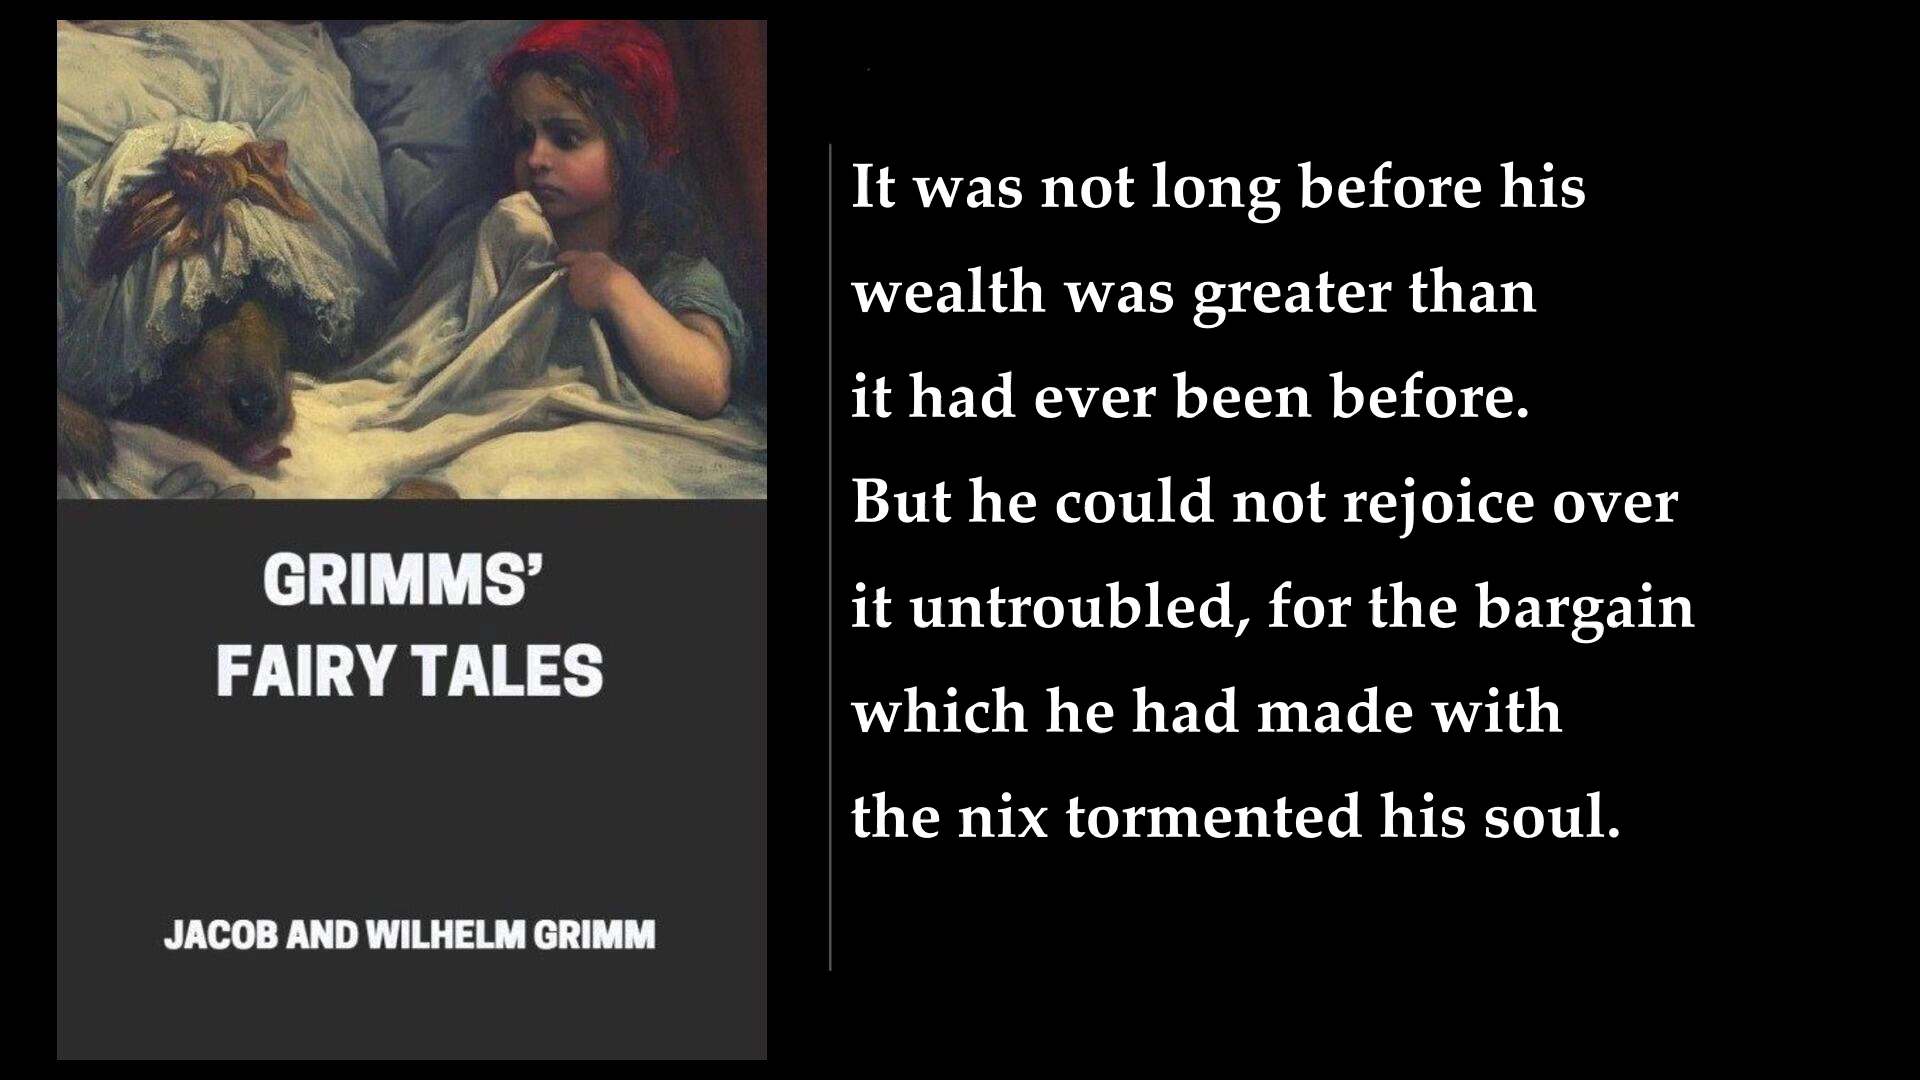 GRIMMS’
FAIRY TALES
JACOB AND WILHELM GRIMM
It was not long before his
wealth was greater than
it had ever been before.
But he could not rejoice over
it untroubled, for the bargain
which he had made with
the nix tormented his soul.